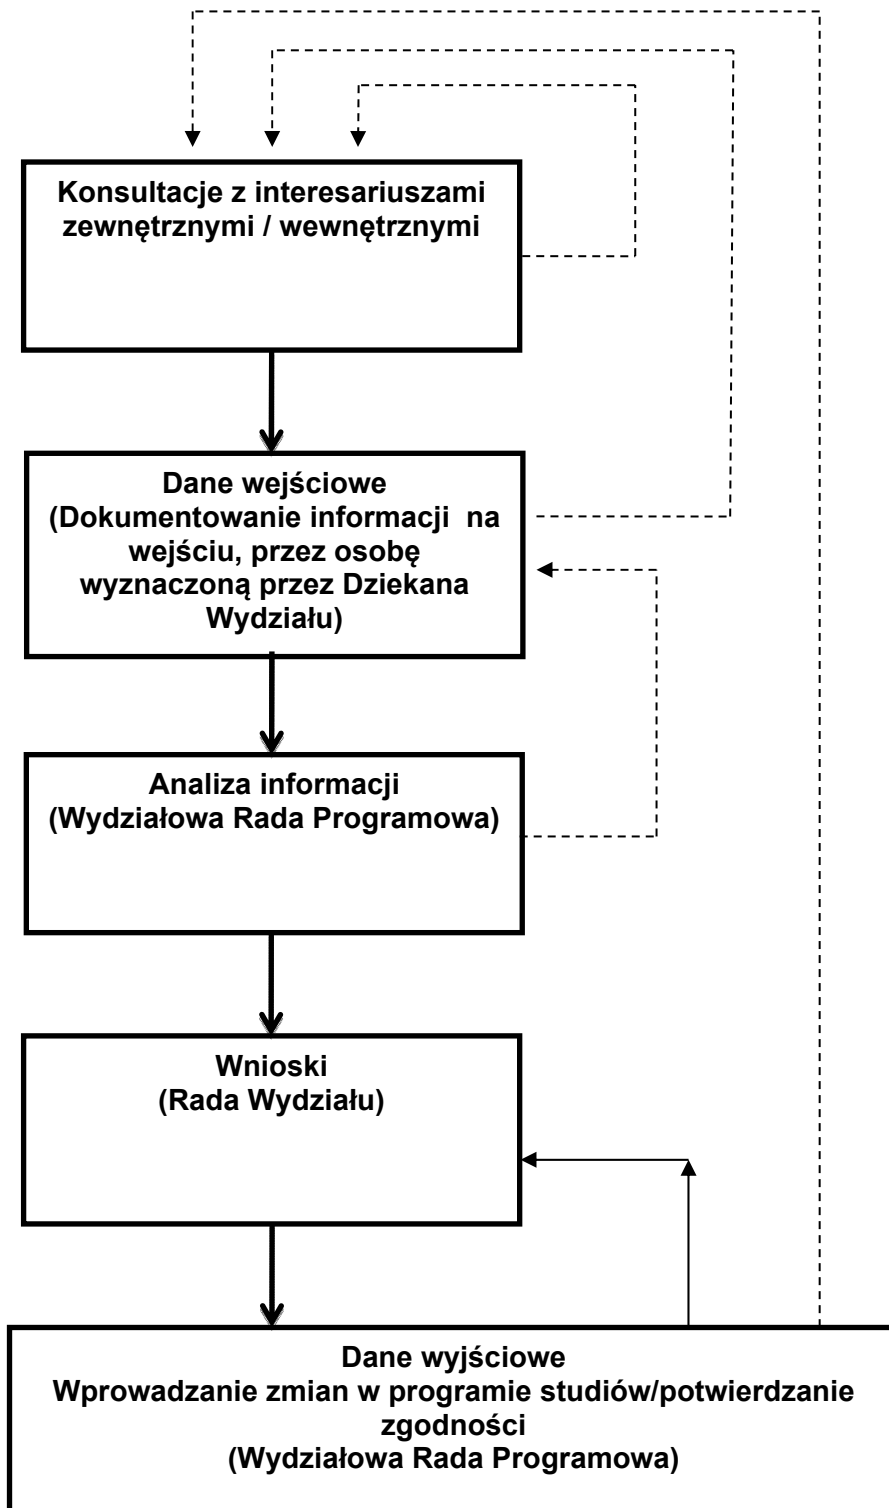 Konsultacje z interesariuszami
zewnętrznymi / wewnętrznymi
Dane wejściowe
(Dokumentowanie informacji  na
wejściu, przez osobę
wyznaczoną przez Dziekana
Wydziału)
Analiza informacji
(Wydziałowa Rada Programowa)
Wnioski
(Rada Wydziału)
Dane wyjściowe
Wprowadzanie zmian w programie studiów/potwierdzanie
zgodności
(Wydziałowa Rada Programowa)